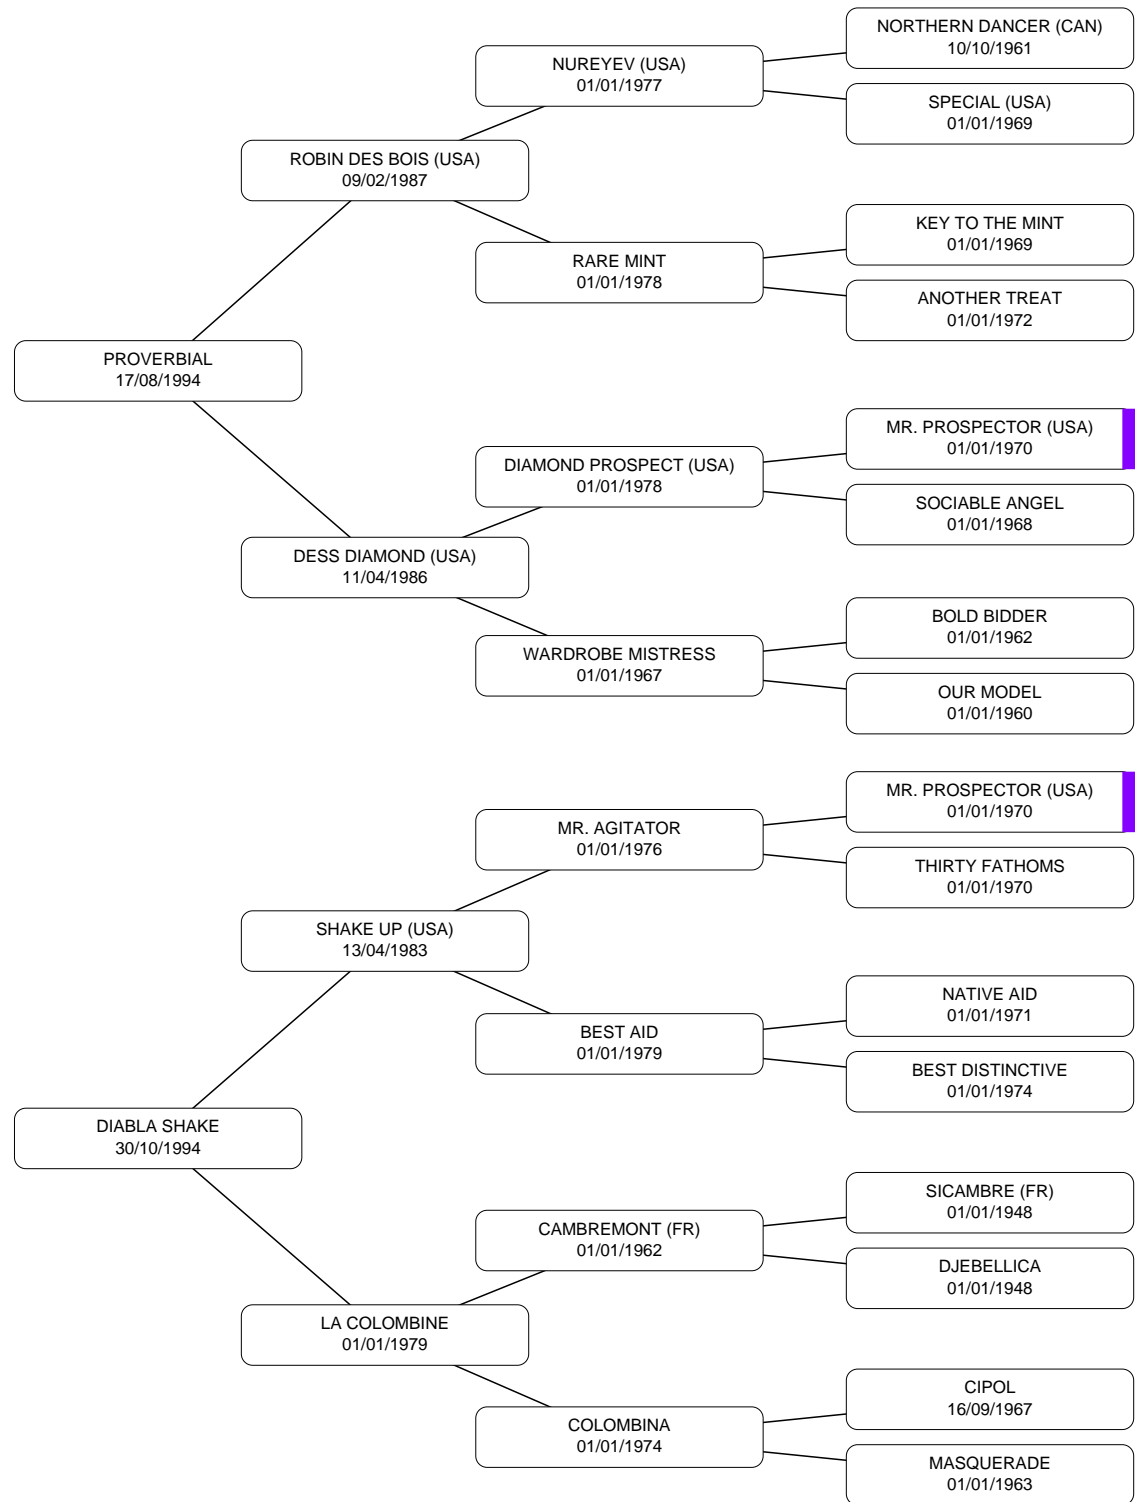 NORTHERN DANCER (CAN)
10/10/1961
NUREYEV (USA)
01/01/1977
SPECIAL (USA)
01/01/1969
ROBIN DES BOIS (USA)
09/02/1987
KEY TO THE MINT
01/01/1969
RARE MINT
01/01/1978
ANOTHER TREAT
01/01/1972
PROVERBIAL
17/08/1994
MR. PROSPECTOR (USA)
01/01/1970
DIAMOND PROSPECT (USA)
01/01/1978
SOCIABLE ANGEL
01/01/1968
DESS DIAMOND (USA)
11/04/1986
BOLD BIDDER
01/01/1962
WARDROBE MISTRESS
01/01/1967
OUR MODEL
01/01/1960
MR. PROSPECTOR (USA)
01/01/1970
MR. AGITATOR
01/01/1976
THIRTY FATHOMS
01/01/1970
SHAKE UP (USA)
13/04/1983
NATIVE AID
01/01/1971
BEST AID
01/01/1979
BEST DISTINCTIVE
01/01/1974
DIABLA SHAKE
30/10/1994
SICAMBRE (FR)
01/01/1948
CAMBREMONT (FR)
01/01/1962
DJEBELLICA
01/01/1948
LA COLOMBINE
01/01/1979
CIPOL
16/09/1967
COLOMBINA
01/01/1974
MASQUERADE
01/01/1963